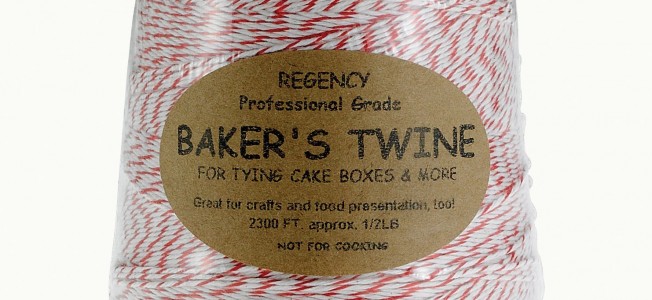 REGENCY
Professional Grade
BAKER'S TWINE
FOR TYING CAKE BOXES & MORE
Great for crafts and food presentation, too!
2300 FT. approx. 1/2LB
NOT FOR COOKING